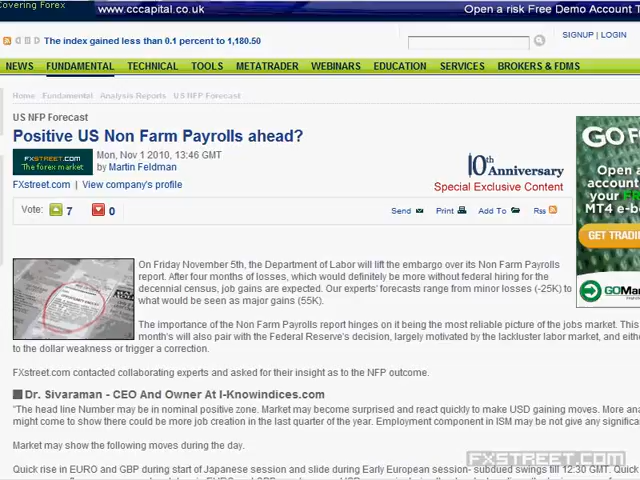 Covering Forex
www.cccapital.co.uk
Open a risk Free Demo Account T
The index gained less than 0.1 percent to 1,180.50
SIGNUP | LOGIN
NEWS FUNDAMENTAL TECHNICAL TOOLS METATRADER WEBINARS EDUCATION SERVICES BROKERS & FDMS
Home Fundamental Analysis Reports US NFP Forecast
US NFP Forecast
Positive US Non Farm Payrolls ahead?
FXSTREET.COM
The forex market
Mon, Nov 1 2010, 13:46 GMT
by Martin Feldman
FXstreet.com | View company's profile
10th Anniversary
Special Exclusive Content
Vote: 7 0
Send Print Add To Rss
GO F
Open a
account
your FR
MT4 e-b
GET TRADI
GOMar
On Friday November 5th, the Department of Labor will lift the embargo over its Non Farm Payrolls
report. After four months of losses, which would definitely be more without federal hiring for the
decennial census, job gains are expected. Our experts' forecasts range from minor losses (-25K) to
what would be seen as major gains (55K).
The importance of the Non Farm Payrolls report hinges on it being the most reliable picture of the jobs market. This
month's will also pair with the Federal Reserve's decision, largely motivated by the lackluster labor market, and eithe
to the dollar weakness or trigger a correction.
FXstreet.com contacted collaborating experts and asked for their insight as to the NFP outcome.
Dr. Sivaraman - CEO And Owner At I-Knowindices.com
"The head line Number may be in nominal positive zone. Market may become surprised and react quickly to make USD gaining moves. More ana
might come to show there could be more job creation in the last quarter of the year. Employment component in ISM may be not give any significa
Market may show the following moves during the day.
Quick rise in EURO and GBP during start of Japanese session and slide during Early European session- subdued swings till 12:30 GMT. Quick
FXSTREET.COM